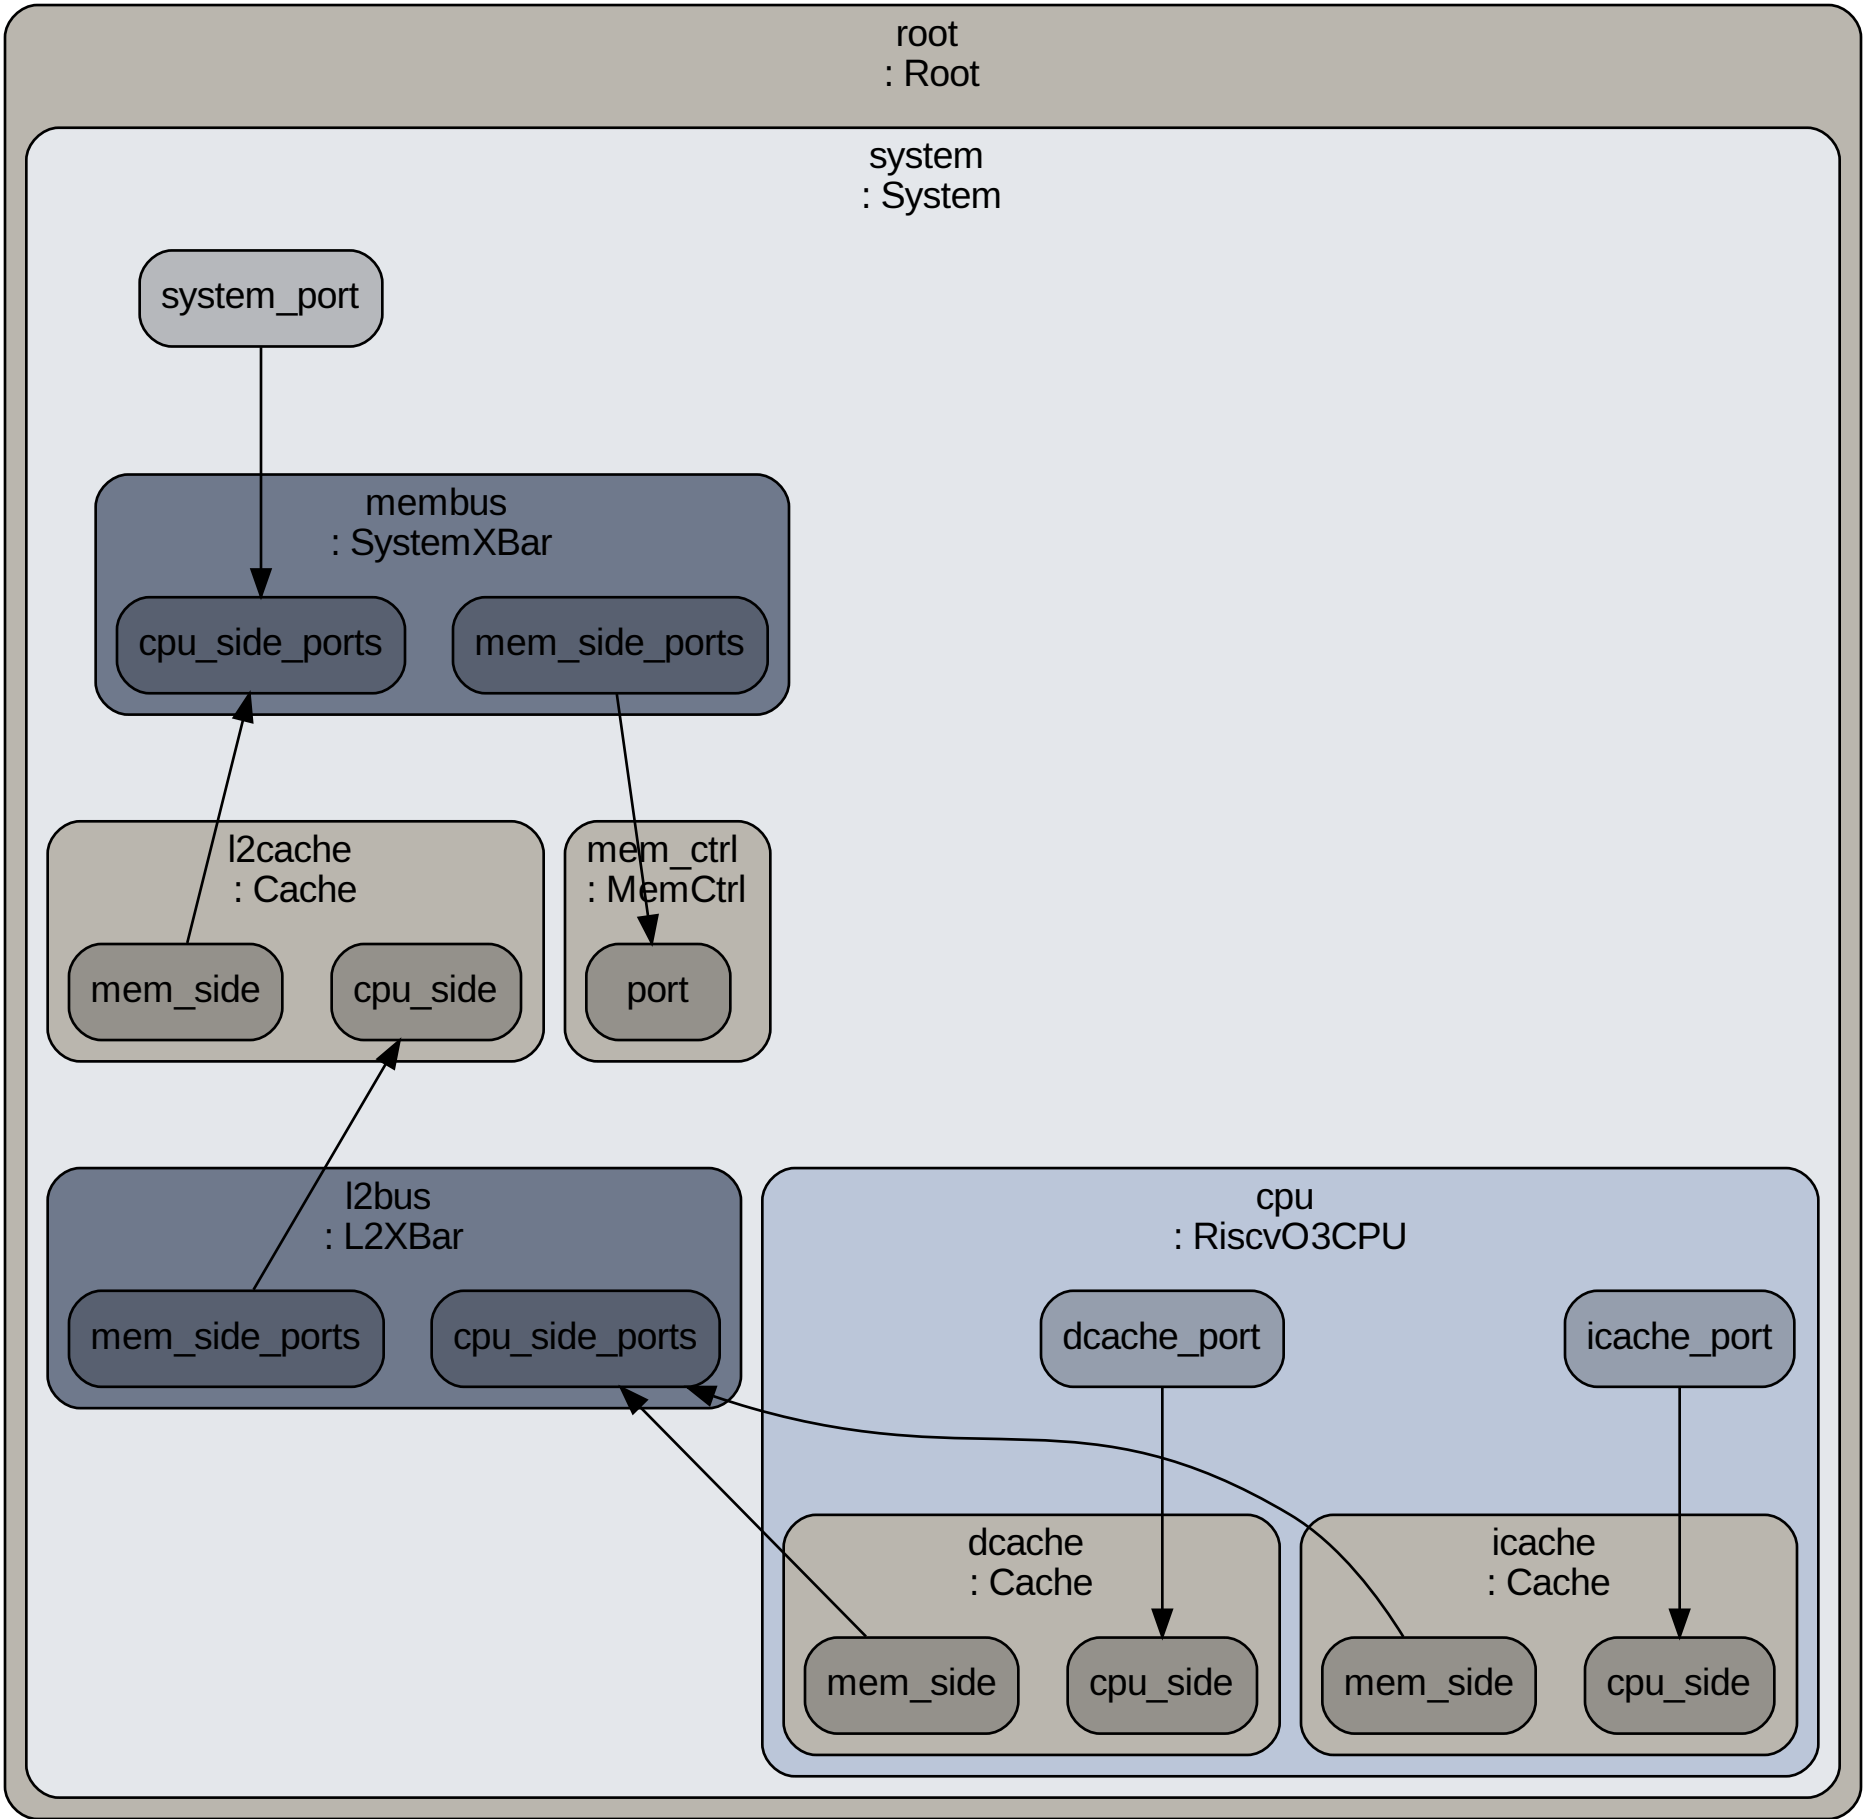 root
: Root
system
: System
system_port
membus
: SystemXBar
cpu_side_ports
mem_side_ports
l2cache
: Cache
mem_side
cpu_side
mem_ctrl
: MemCtrl
port
l2bus
: L2XBar
mem_side_ports
cpu_side_ports
cpu
: RiscvO3CPU
dcache_port
icache_port
dcache
: Cache
mem_side
cpu_side
icache
: Cache
mem_side
cpu_side